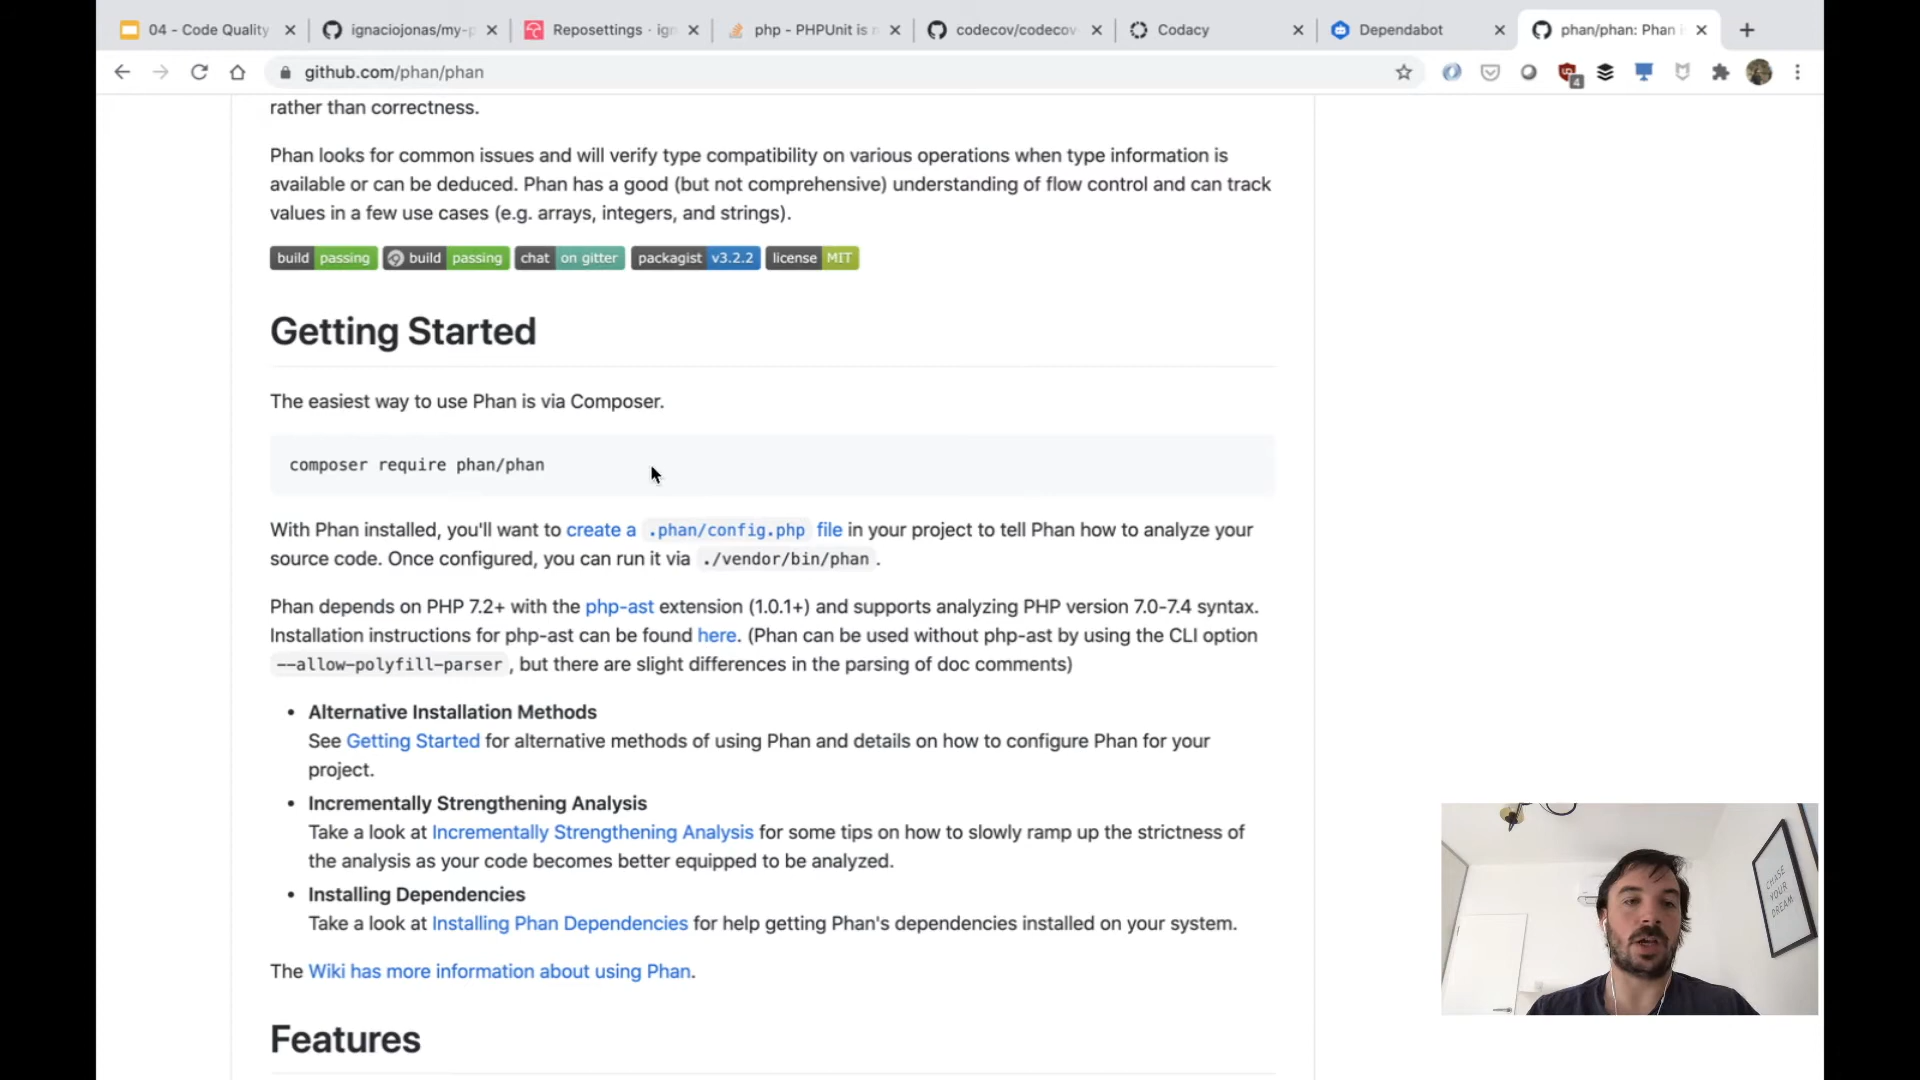 04 - Code Quality
ignaciojonas/my-p
Reposettings · ign
php - PHPUnit is n
codecov/codecov
Codacy
Dependabot
phan/phan: Phan i
github.com/phan/phan
4
rather than correctness.
Phan looks for common issues and will verify type compatibility on various operations when type information is
available or can be deduced. Phan has a good (but not comprehensive) understanding of flow control and can track
values in a few use cases (e.g. arrays, integers, and strings).
build passing build passing chat on gitter packagist v3.2.2 license MIT
Getting Started
The easiest way to use Phan is via Composer.
composer require phan/phan
With Phan installed, you'll want to create a .phan/config.php file in your project to tell Phan how to analyze your
source code. Once configured, you can run it via ./vendor/bin/phan .
Phan depends on PHP 7.2+ with the php-ast extension (1.0.1+) and supports analyzing PHP version 7.0-7.4 syntax.
Installation instructions for php-ast can be found here. (Phan can be used without php-ast by using the CLI option
--allow-polyfill-parser , but there are slight differences in the parsing of doc comments)
• Alternative Installation Methods
See Getting Started for alternative methods of using Phan and details on how to configure Phan for your
project.
• Incrementally Strengthening Analysis
Take a look at Incrementally Strengthening Analysis for some tips on how to slowly ramp up the strictness of
the analysis as your code becomes better equipped to be analyzed.
• Installing Dependencies
Take a look at Installing Phan Dependencies for help getting Phan's dependencies installed on your system.
The Wiki has more information about using Phan.
Features
CHASE
YOUR
DREAM